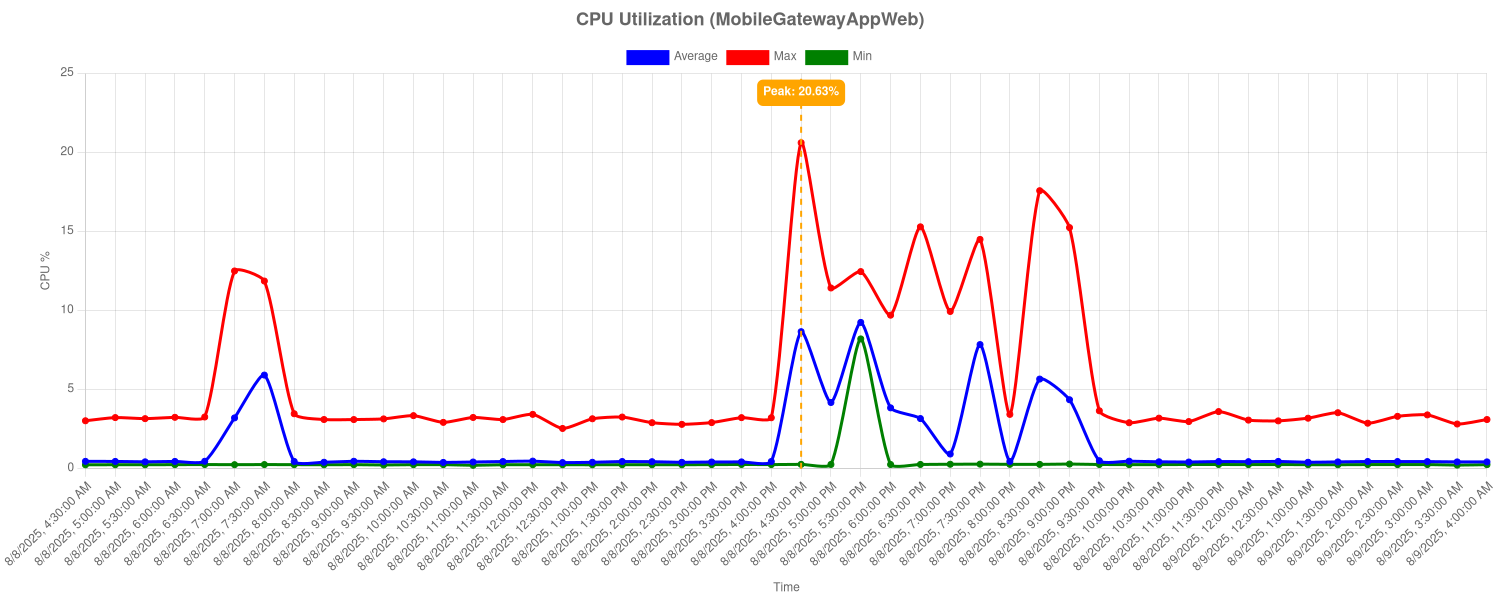 CPU Utilization (MobileGatewayAppWeb)
Average Max Min
Peak: 20.63%
25
20
15
10
5
0
CPU %
8/8/2025, 4:30:00 AM
8/8/2025, 5:00:00 AM
8/8/2025, 5:30:00 AM
8/8/2025, 6:00:00 AM
8/8/2025, 6:30:00 AM
8/8/2025, 7:00:00 AM
8/8/2025, 7:30:00 AM
8/8/2025, 8:00:00 AM
8/8/2025, 8:30:00 AM
8/8/2025, 9:00:00 AM
8/8/2025, 9:30:00 AM
8/8/2025, 10:00:00 AM
8/8/2025, 10:30:00 AM
8/8/2025, 11:00:00 AM
8/8/2025, 11:30:00 AM
8/8/2025, 12:00:00 PM
8/8/2025, 12:30:00 PM
8/8/2025, 1:00:00 PM
8/8/2025, 1:30:00 PM
8/8/2025, 2:00:00 PM
8/8/2025, 2:30:00 PM
8/8/2025, 3:00:00 PM
8/8/2025, 3:30:00 PM
8/8/2025, 4:00:00 PM
8/8/2025, 4:30:00 PM
8/8/2025, 5:00:00 PM
8/8/2025, 5:30:00 PM
8/8/2025, 6:00:00 PM
8/8/2025, 6:30:00 PM
8/8/2025, 7:00:00 PM
8/8/2025, 7:30:00 PM
8/8/2025, 8:00:00 PM
8/8/2025, 8:30:00 PM
8/8/2025, 9:00:00 PM
8/8/2025, 9:30:00 PM
8/8/2025, 10:00:00 PM
8/8/2025, 10:30:00 PM
8/8/2025, 11:00:00 PM
8/8/2025, 11:30:00 PM
8/9/2025, 12:00:00 AM
8/9/2025, 12:30:00 AM
8/9/2025, 1:00:00 AM
8/9/2025, 1:30:00 AM
8/9/2025, 2:00:00 AM
8/9/2025, 2:30:00 AM
8/9/2025, 3:00:00 AM
8/9/2025, 3:30:00 AM
8/9/2025, 4:00:00 AM
Time